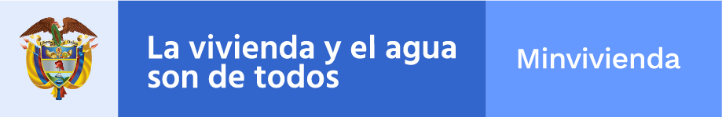 La vivienda y el agua
son de todos
Minvivienda